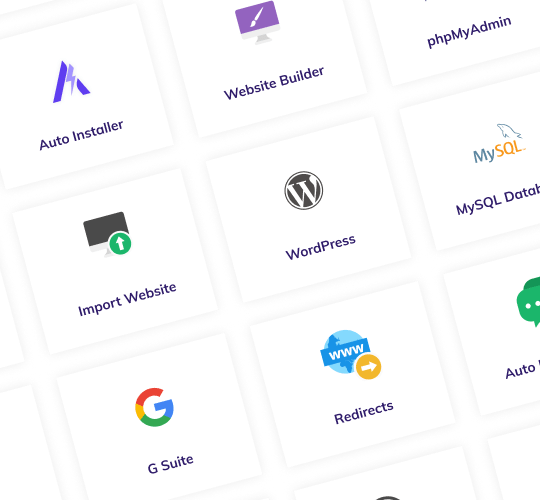 phpMyAdmin
Website Builder
Auto Installer
MySQL
MySQL Datab
WordPress
Import Website
www
Redirects
Auto
G Suite